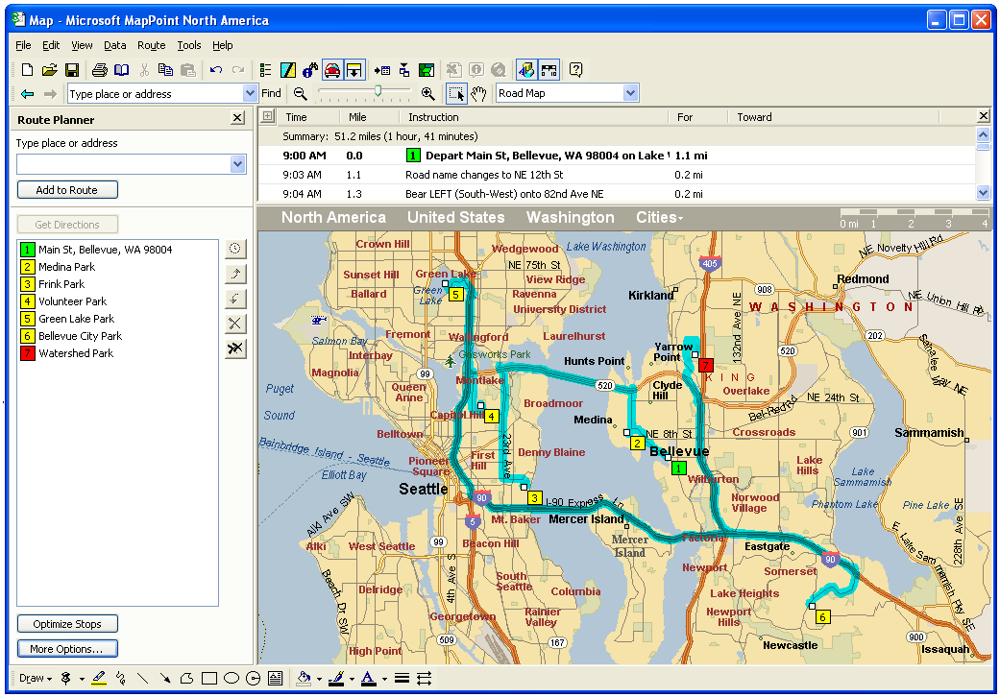 Map - Microsoft MapPoint North America
File Edit View Data Route Tools Help
Type place or address Find Road Map
Route Planner
Type place or address
Add to Route
Get Directions
1 Main St, Bellevue, WA 98004
2 Medina Park
3 Frink Park
4 Volunteer Park
5 Green Lake Park
6 Bellevue City Park
7 Watershed Park
Optimize Stops
More Options...
Time Mile Instruction For Toward
Summary: 51.2 miles (1 hour, 41 minutes)
9:00 AM 0.0 1 Depart Main St, Bellevue, WA 98004 on Lake 1.1 mi
9:03 AM 1.1 Road name changes to NE 12th St 0.2 mi
9:04 AM 1.3 Bear LEFT (South-West) onto 82nd Ave NE 0.2 mi
North America United States Washington Cities
0 mi 1 2 3 4
Crown Hill
Wedgewood
Lake Washington
NE 75th St
405
NE Novelty Hill Rd
Sunset Hill
Green Lake
View Ridge
Redmond
Ballard
Green Lake
5
Ravenna
Kirkland
908
NE Union Hill Rd
University District
WASHINGTON
Fremont
Wallingford
Laurelhurst
132nd Ave NE
202
Salmon Bay
Interbay
Gasworks Park
Yarrow Point
520
Magnolia
99
Hunts Point
7
KING
Montlake
520
Clyde Hill
Overlake
Puget Sound
Queen Anne
Broadmoor
NE 24th St
Bel-Red Rd
Capitol Hill
4
Medina
Belltown
23rd Ave
NE 8th St
Crossroads
901
Sammamish
Bainbridge Island - Seattle
2
Bellevue
First Hill
Denny Blaine
Pioneer Square
1
Lake Hills
Elliott Bay
Wilburton
Lake Sammamish
Seattle
3
Norwood Village
Phantom Lake
Pine Lake
90
I-90 Express Ln
Alki Ave SW
5
Mt. Baker
Mercer Island
228th Ave SE
Alki
West Seattle
99
Beacon Hill
Mercer Island
Factoria
Eastgate
90
Newport
Somerset
E Lake Sammamish Pky SE
Beach Dr SW
Delridge
4th Ave S
South Seattle
Columbia
Lake Heights
Georgetown
Rainier Valley
Newport Hills
6
509
167
Newcastle
900
High Point
Issaquah
Draw